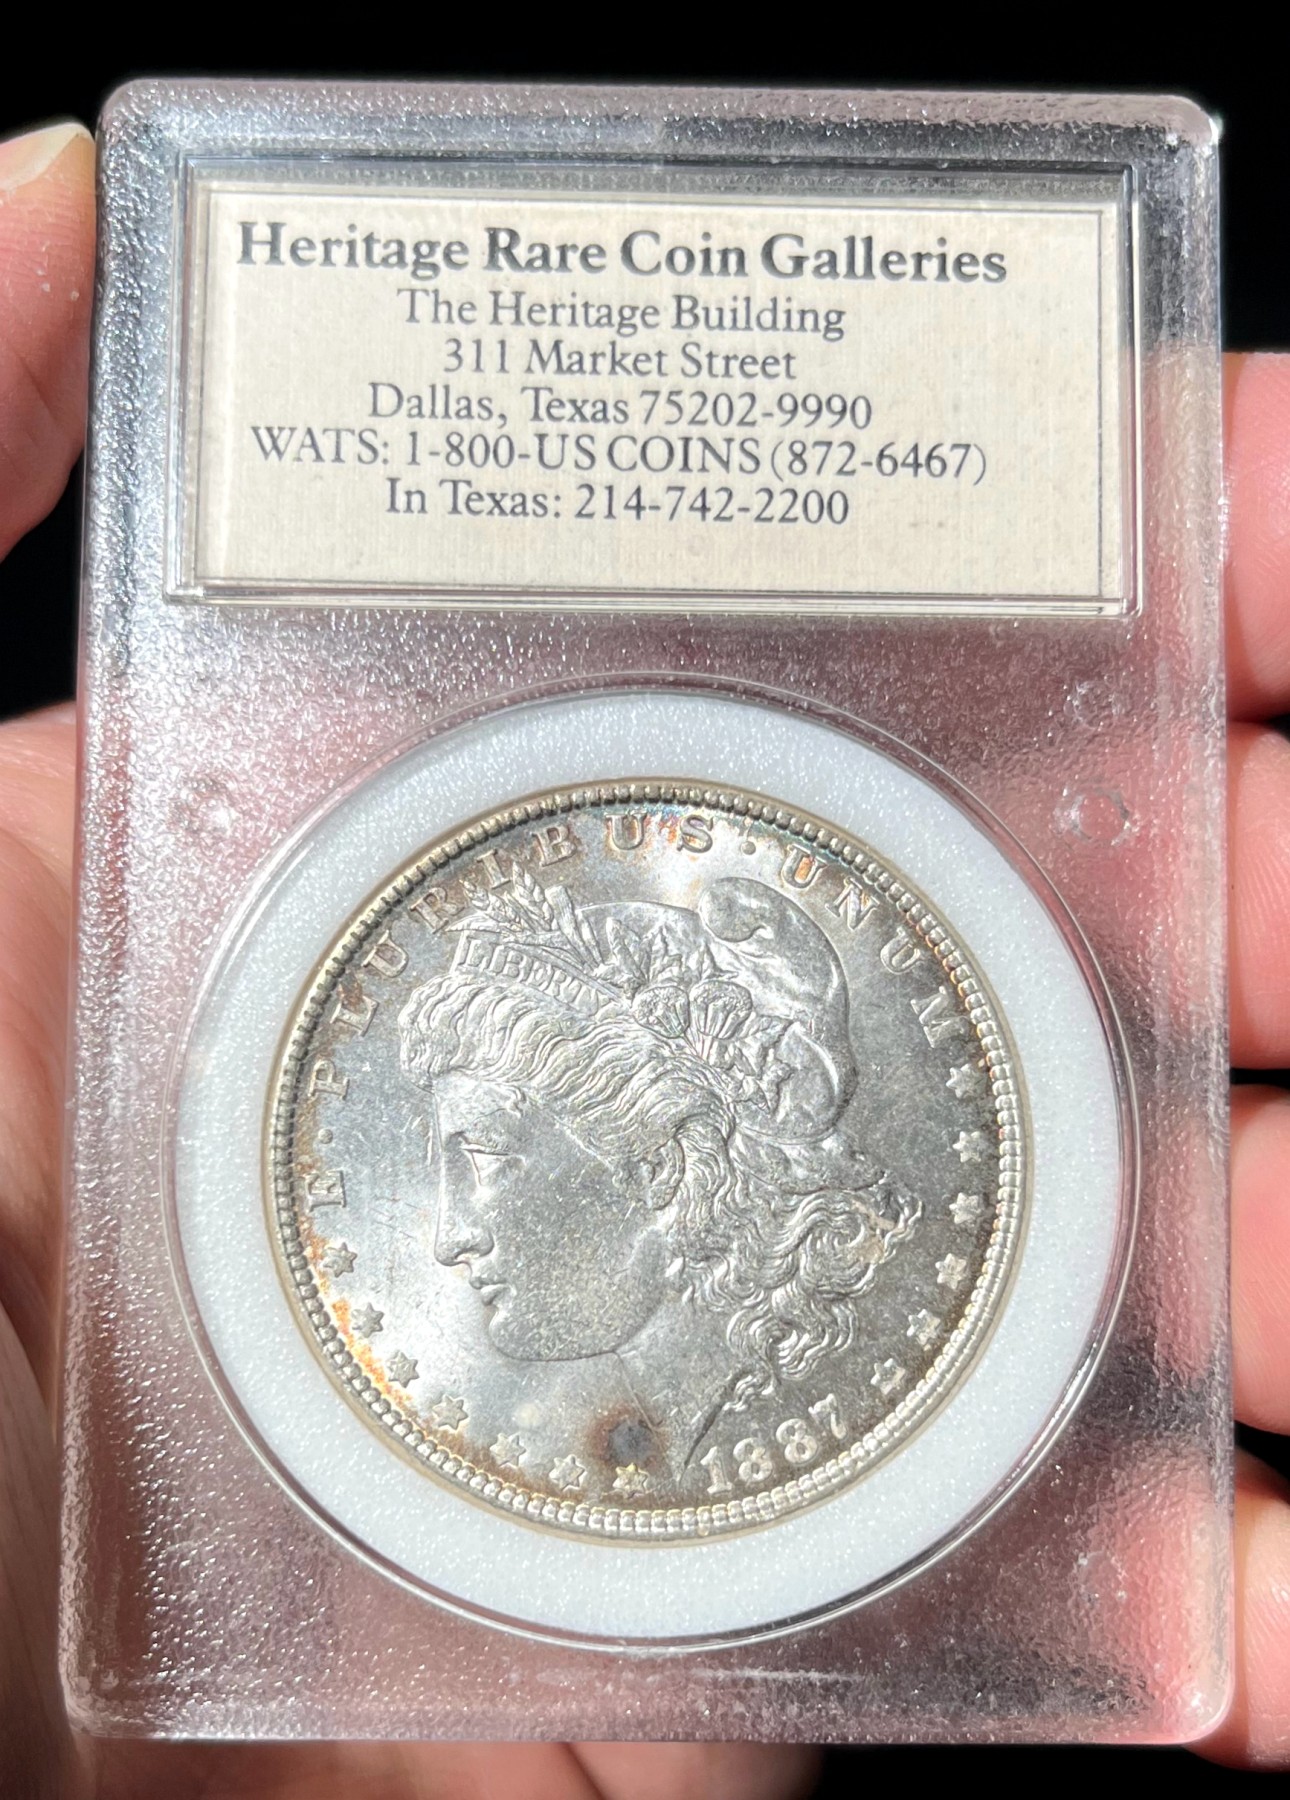 Heritage Rare Coin Galleries
The Heritage Building
311 Market Street
Dallas, Texas 75202-9990
WATS: 1-800-US COINS (872-6467)
In Texas: 214-742-2200
E·PLURIBUS·UNUM
LIBERTY
1887